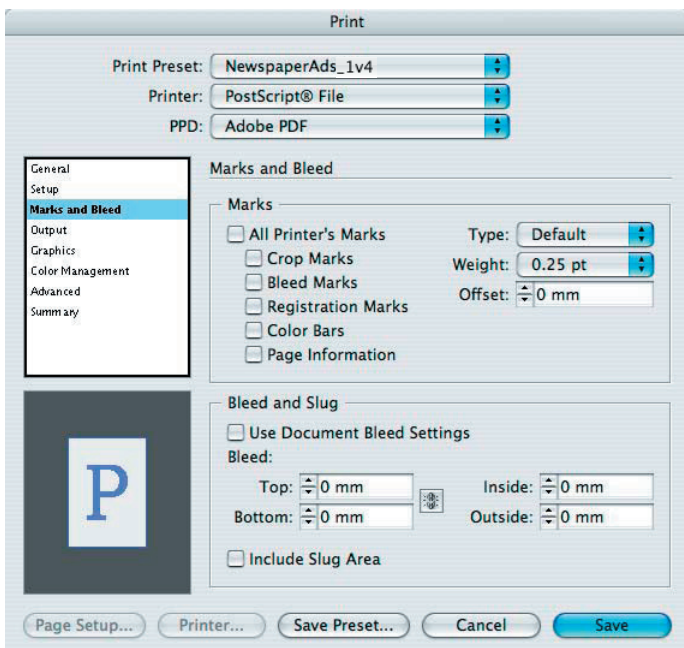 Print
Print Preset: NewspaperAds_1v4
Printer: PostScript® File
PPD: Adobe PDF
General
Setup
Marks and Bleed
Output
Graphics
Color Management
Advanced
Summary
Marks and Bleed
Marks
All Printer's Marks
Crop Marks
Bleed Marks
Registration Marks
Color Bars
Page Information
Type: Default
Weight: 0.25 pt
Offset: 0 mm
P
Bleed and Slug
Use Document Bleed Settings
Bleed:
Top: 0 mm Inside: 0 mm
Bottom: 0 mm Outside: 0 mm
Include Slug Area
Page Setup... Printer... Save Preset... Cancel Save